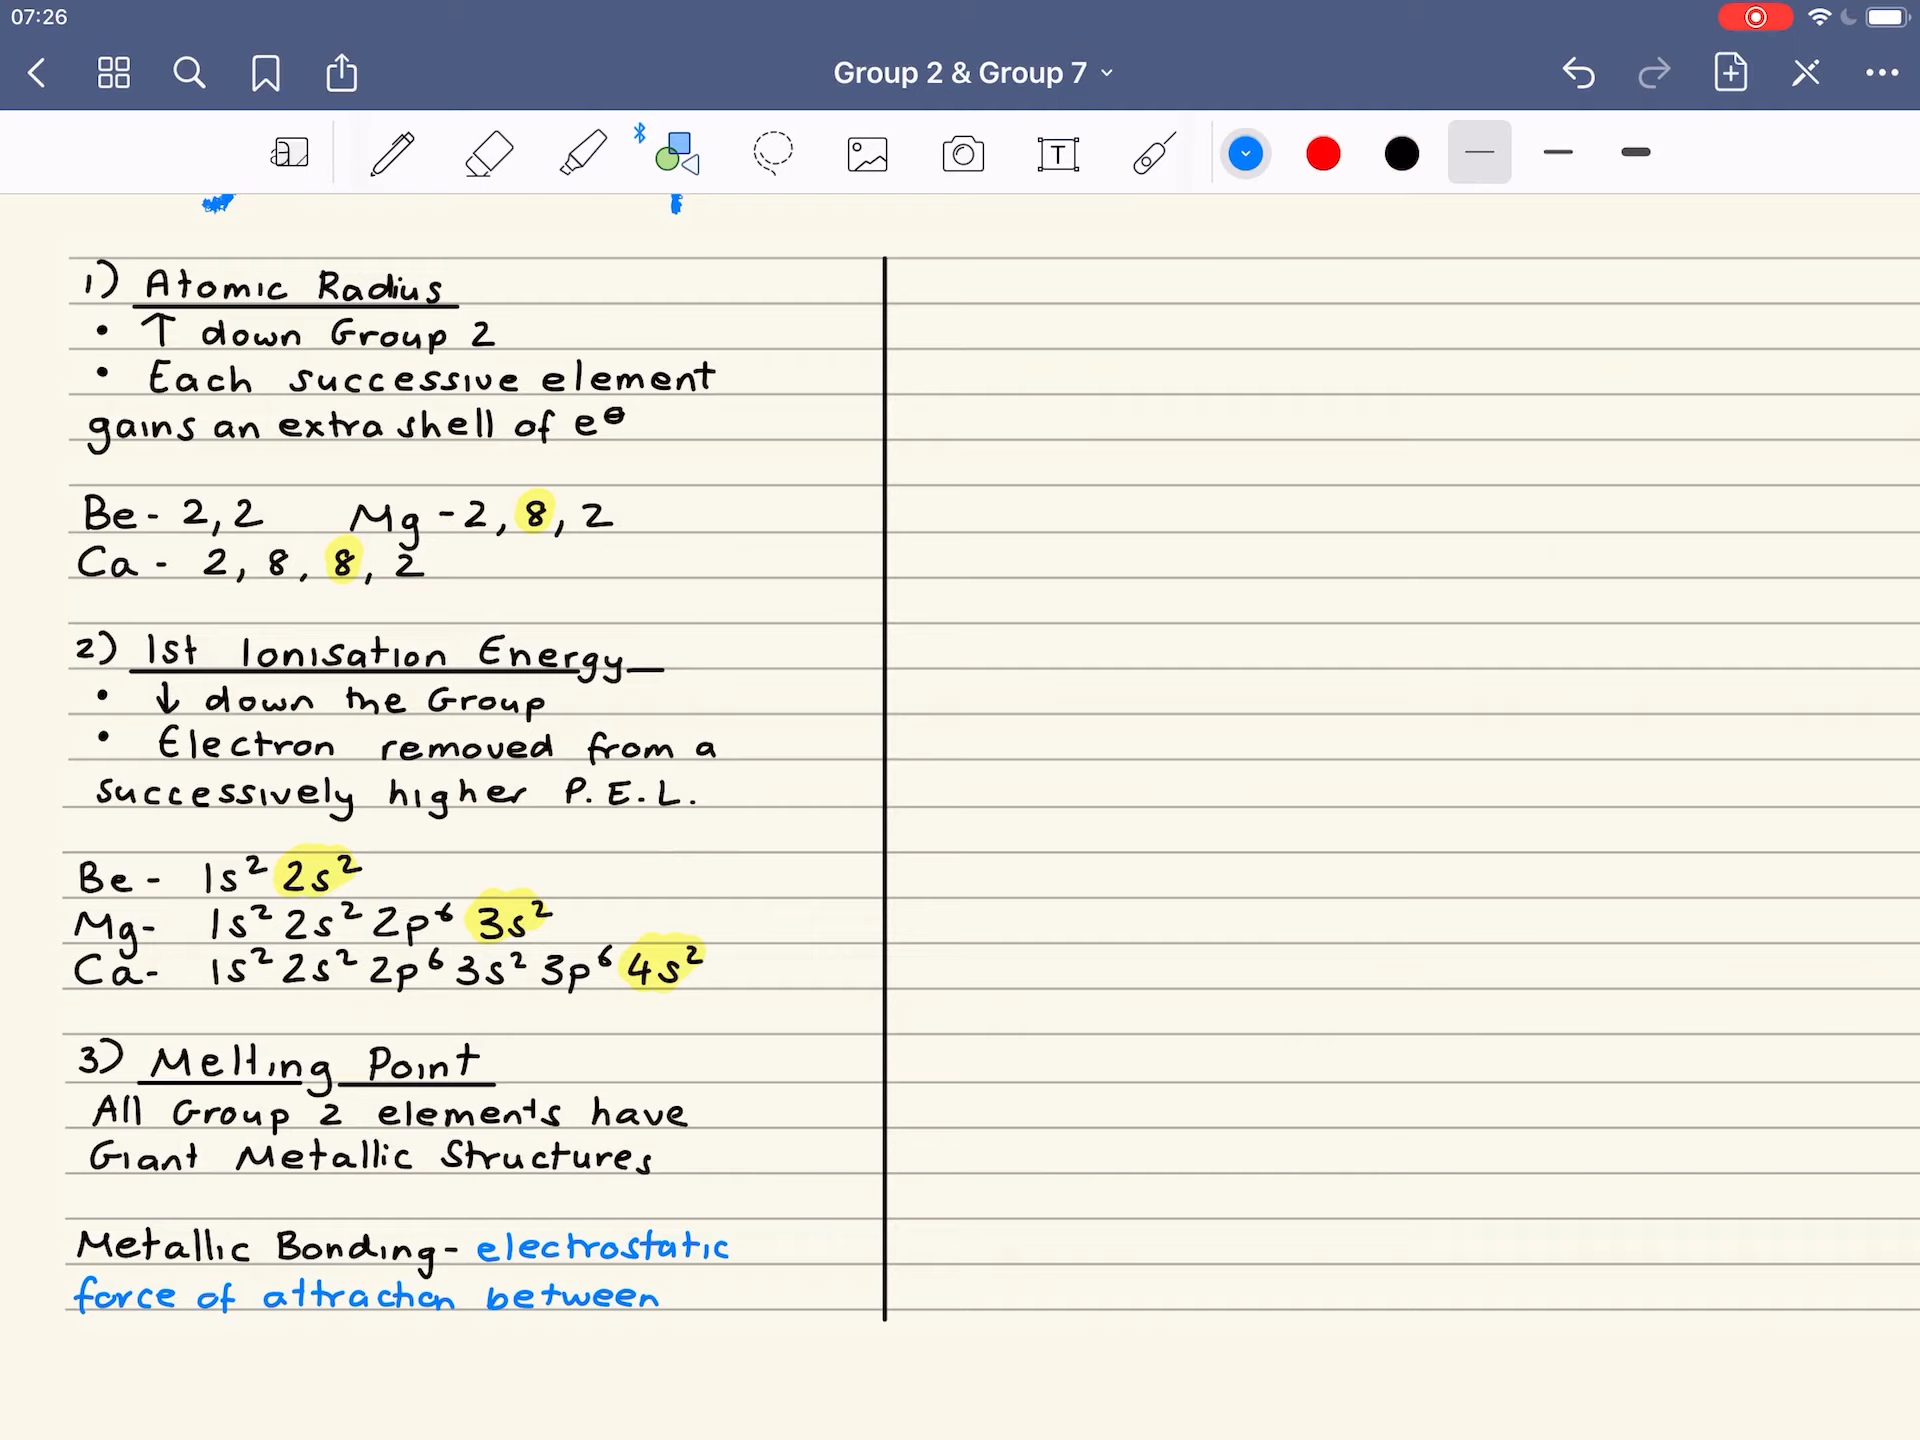 07:26
Group 2 & Group 7
1) Atomic Radius
• ↑ down Group 2
• Each successive element
gains an extra shell of e⊖
Be - 2, 2 Mg - 2, 8, 2
Ca - 2, 8, 8, 2
2) 1st Ionisation Energy
• ↓ down the Group
• Electron removed from a
successively higher P.E.L.
Be - 1s² 2s²
Mg- 1s² 2s² 2p⁶ 3s²
Ca- 1s² 2s² 2p⁶ 3s² 3p⁶ 4s²
3) Melting Point
All Group 2 elements have
Giant Metallic Structures
Metallic Bonding- electrostatic
force of attraction between